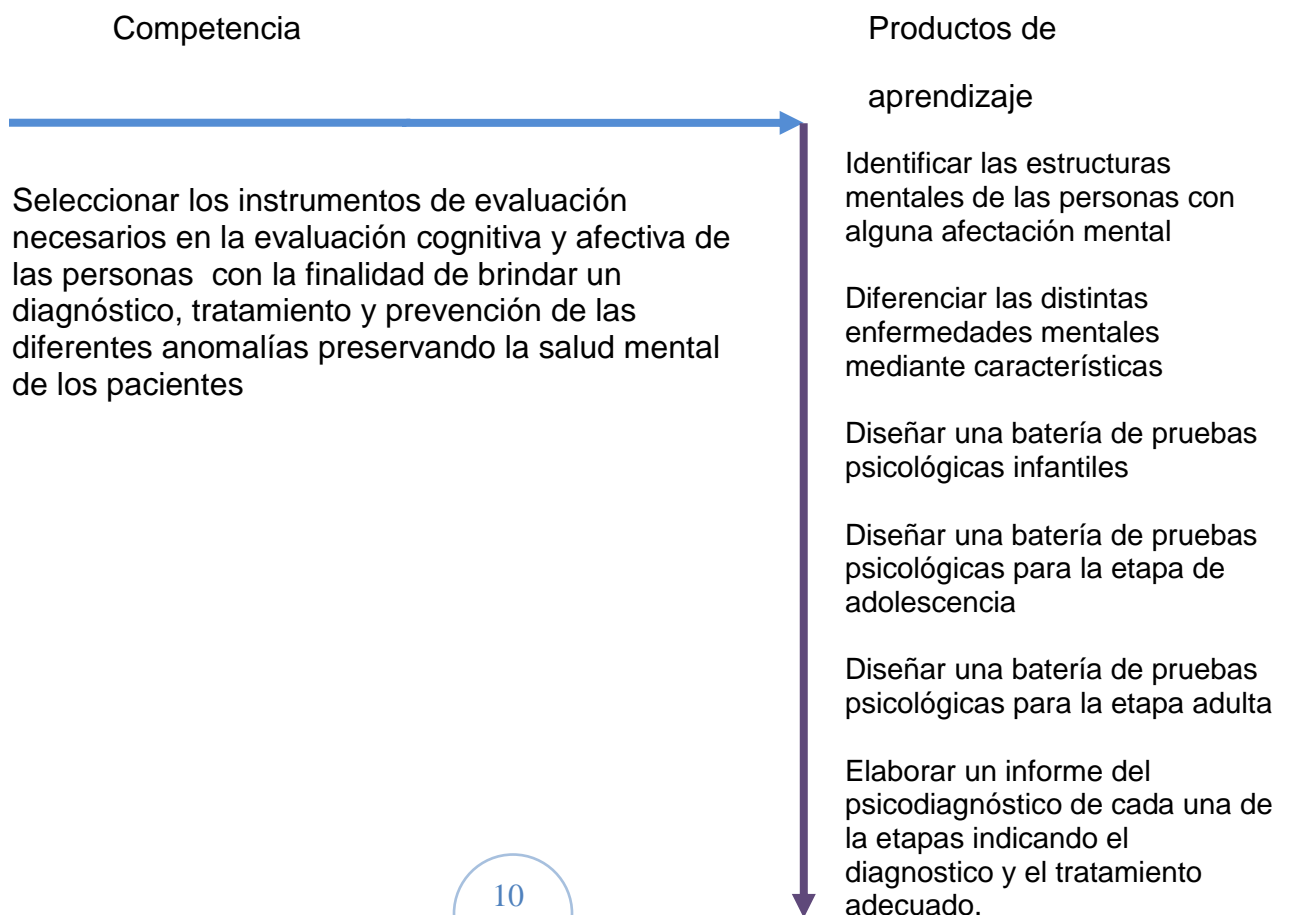 Competencia
Productos de
aprendizaje
Seleccionar los instrumentos de evaluación
necesarios en la evaluación cognitiva y afectiva de
las personas  con la finalidad de brindar un
diagnóstico, tratamiento y prevención de las
diferentes anomalías preservando la salud mental
de los pacientes
Identificar las estructuras
mentales de las personas con
alguna afectación mental
Diferenciar las distintas
enfermedades mentales
mediante características
Diseñar una batería de pruebas
psicológicas infantiles
Diseñar una batería de pruebas
psicológicas para la etapa de
adolescencia
Diseñar una batería de pruebas
psicológicas para la etapa adulta
Elaborar un informe del
psicodiagnóstico de cada una de
la etapas indicando el
diagnostico y el tratamiento
adecuado.
10